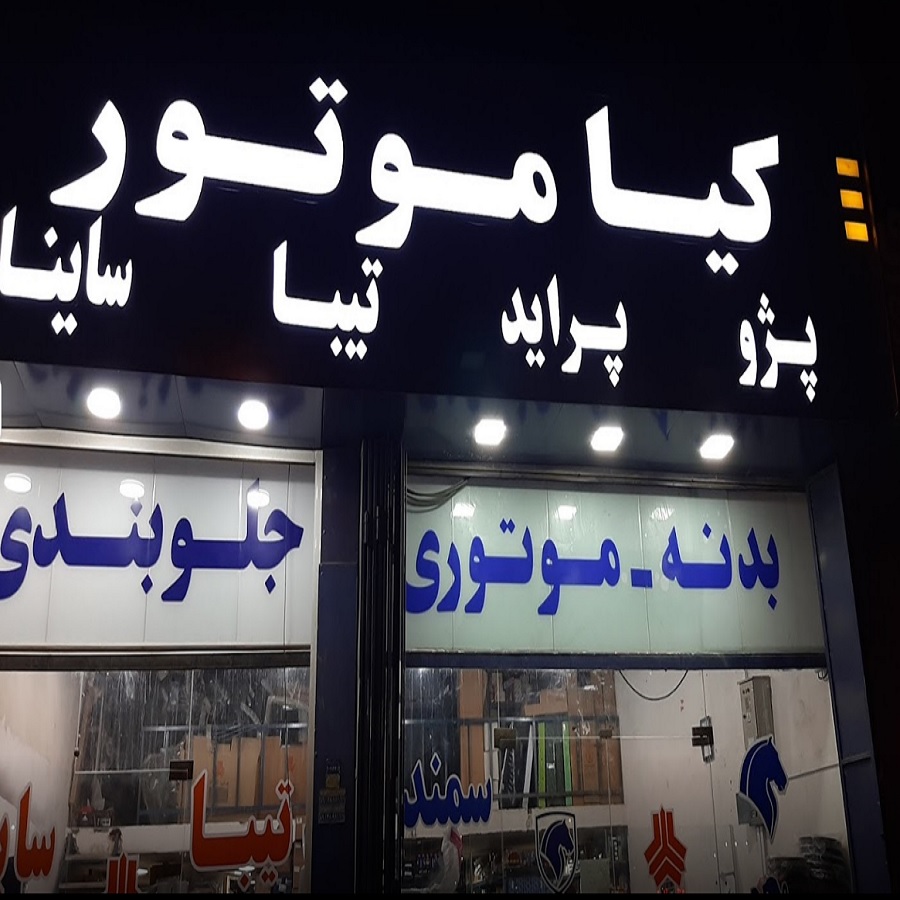 کیا موتور
پژو پراید تیبا ساینا
بدنه - موتوری جلوبندی
سمند تیبا